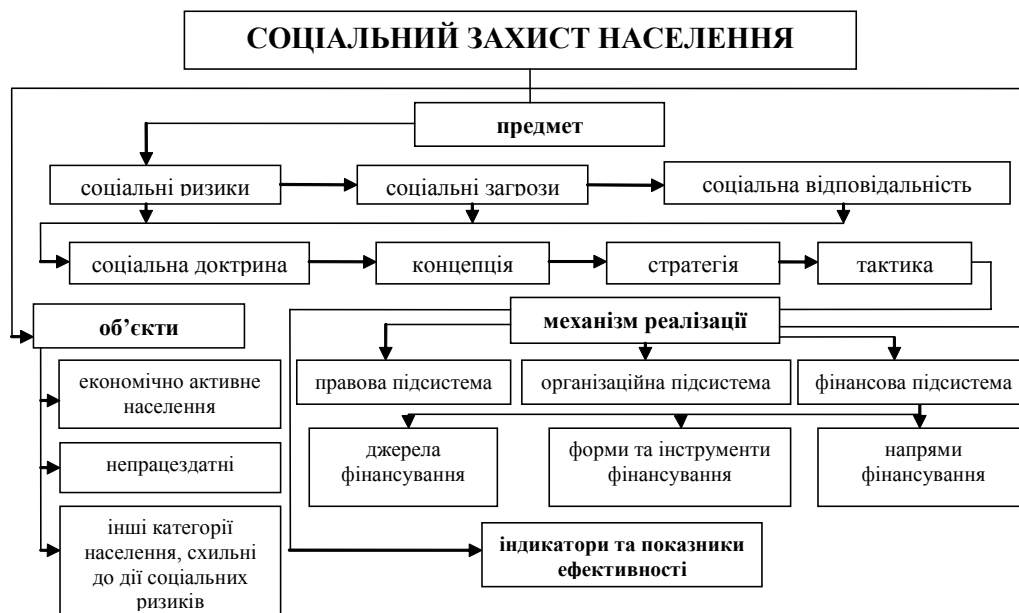 СОЦІАЛЬНИЙ ЗАХИСТ НАСЕЛЕННЯ
предмет
соціальні ризики
соціальні загрози
соціальна відповідальність
соціальна доктрина
концепція
стратегія
тактика
об’єкти
механізм реалізації
економічно активне
населення
правова підсистема
організаційна підсистема
фінансова підсистема
джерела
фінансування
форми та інструменти
фінансування
напрями
фінансування
непрацездатні
інші категорії
населення, схильні
до дії соціальних
ризиків
індикатори та показники
ефективності